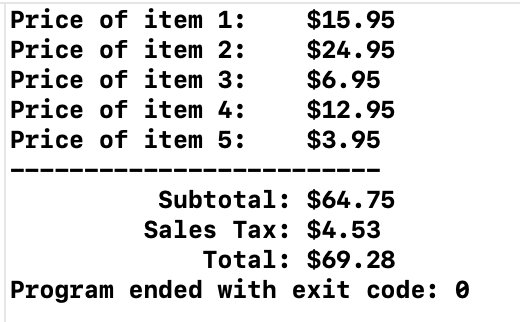 Price of item 1:    $15.95
Price of item 2:    $24.95
Price of item 3:    $6.95
Price of item 4:    $12.95
Price of item 5:    $3.95
-------------------------
          Subtotal: $64.75
         Sales Tax: $4.53
             Total: $69.28
Program ended with exit code: 0